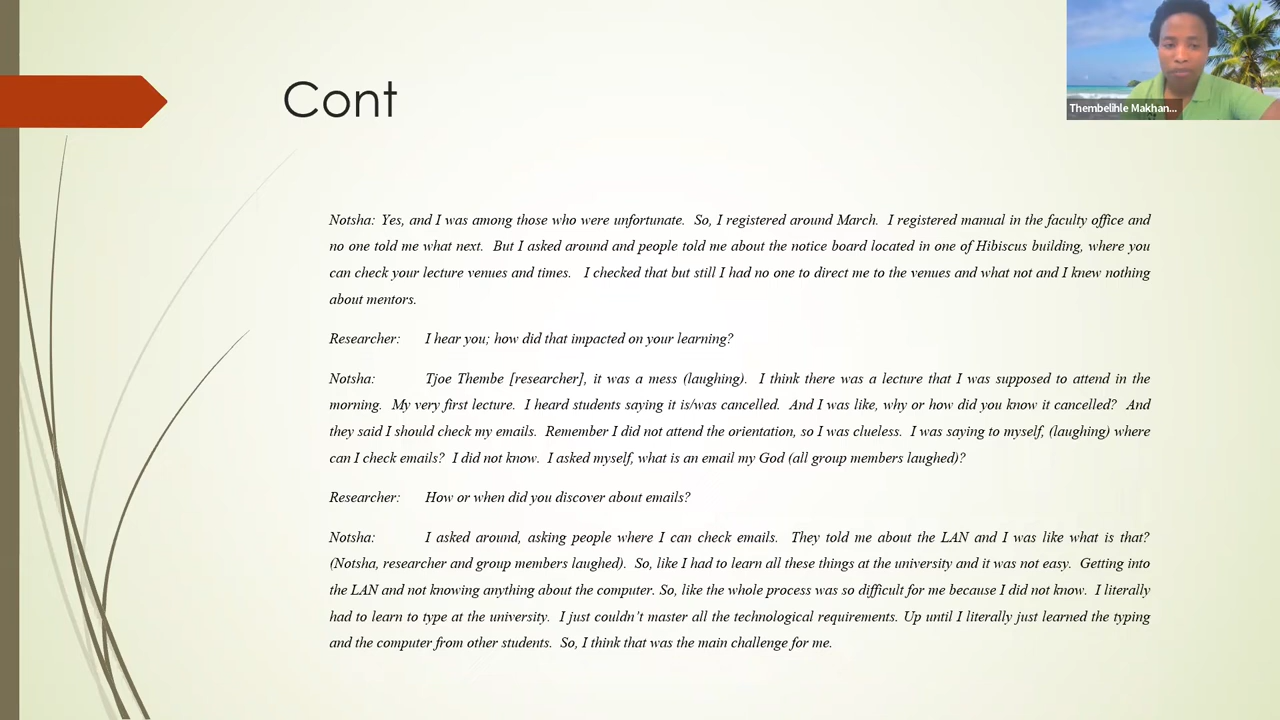 Cont
Thembelihle Makhan...
Notsha: Yes, and I was among those who were unfortunate. So, I registered around March. I registered manual in the faculty office and
no one told me what next. But I asked around and people told me about the notice board located in one of Hibiscus building, where you
can check your lecture venues and times. I checked that but still I had no one to direct me to the venues and what not and I knew nothing
about mentors.
Researcher: I hear you; how did that impacted on your learning?
Notsha: Tjoe Thembe [researcher], it was a mess (laughing). I think there was a lecture that I was supposed to attend in the
morning. My very first lecture. I heard students saying it is/was cancelled. And I was like, why or how did you know it cancelled? And
they said I should check my emails. Remember I did not attend the orientation, so I was clueless. I was saying to myself, (laughing) where
can I check emails? I did not know. I asked myself, what is an email my God (all group members laughed)?
Researcher: How or when did you discover about emails?
Notsha: I asked around, asking people where I can check emails. They told me about the LAN and I was like what is that?
(Notsha, researcher and group members laughed). So, like I had to learn all these things at the university and it was not easy. Getting into
the LAN and not knowing anything about the computer. So, like the whole process was so difficult for me because I did not know. I literally
had to learn to type at the university. I just couldn't master all the technological requirements. Up until I literally just learned the typing
and the computer from other students. So, I think that was the main challenge for me.